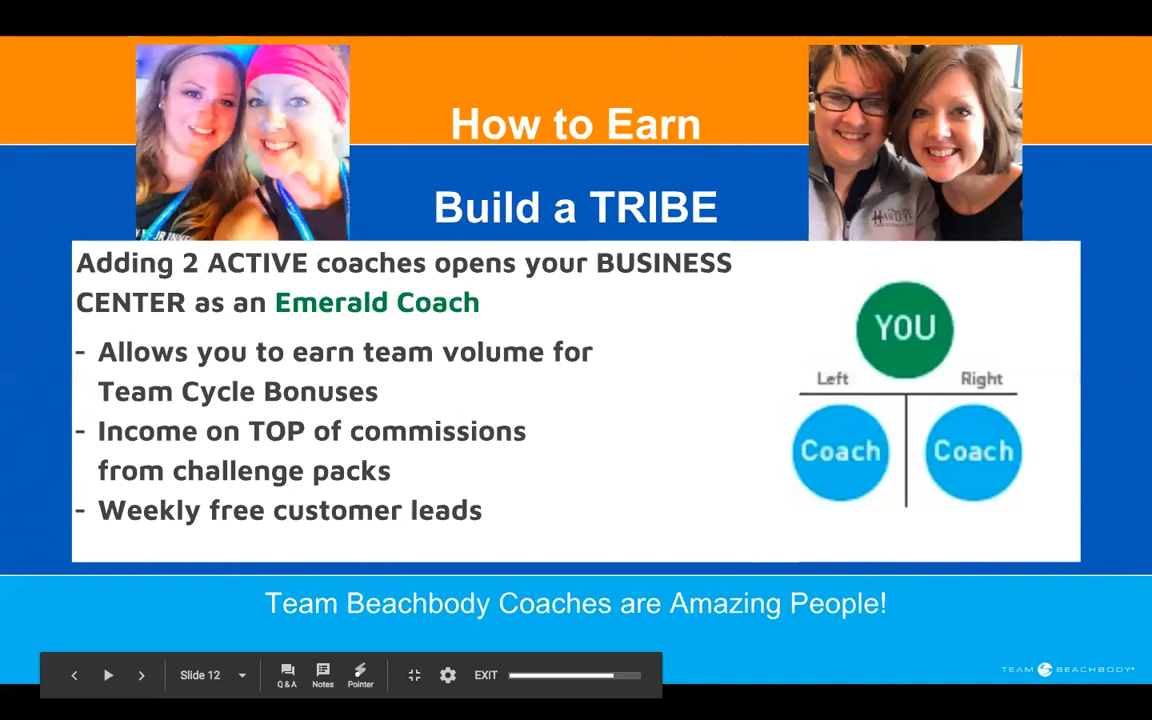 How to Earn
Build a TRIBE
Adding 2 ACTIVE coaches opens your BUSINESS
CENTER as an Emerald Coach
- Allows you to earn team volume for
Team Cycle Bonuses
- Income on TOP of commissions
from challenge packs
- Weekly free customer leads
YOU
Left Right
Coach Coach
Team Beachbody Coaches are Amazing People!
Slide 12
Q & A Notes Pointer
EXIT
TEAM BEACHBODY